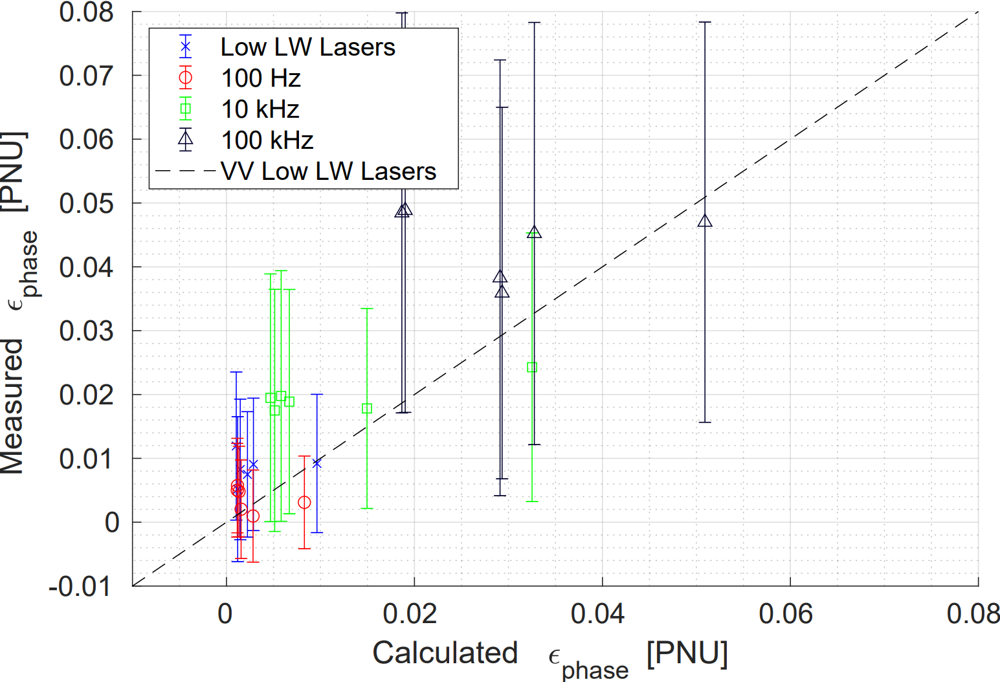 0.08
0.07
0.06
0.05
0.04
0.03
0.02
0.01
0
-0.01
Measured ϵphase [PNU]
Low LW Lasers
100 Hz
10 kHz
100 kHz
VV Low LW Lasers
0 0.02 0.04 0.06 0.08
Calculated ϵphase [PNU]